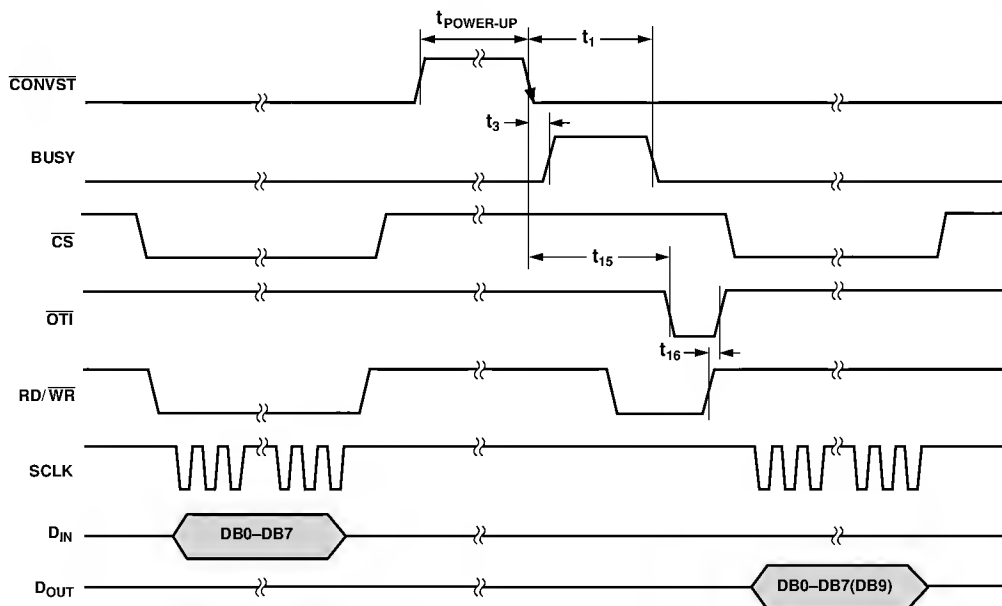 tPOWER-UP
t1
CONVST
t3
BUSY
CS
t15
OTI
t16
RD/WR
SCLK
DIN
DB0–DB7
DOUT
DB0–DB7(DB9)